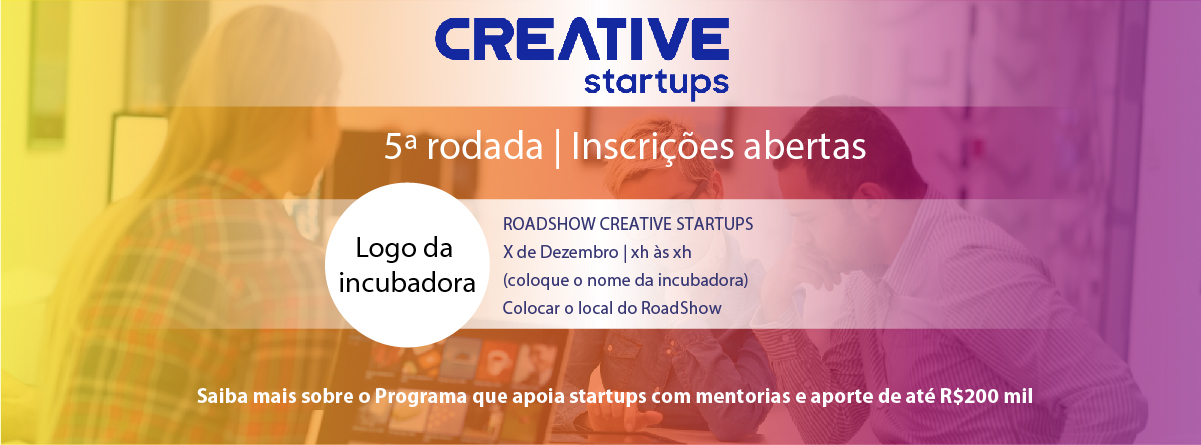 CREATIVE
startups
5ª rodada | Inscrições abertas
Logo da
incubadora
ROADSHOW CREATIVE STARTUPS
X de Dezembro | xh às xh
(coloque o nome da incubadora)
Colocar o local do RoadShow
Saiba mais sobre o Programa que apoia startups com mentorias e aporte de até R$200 mil